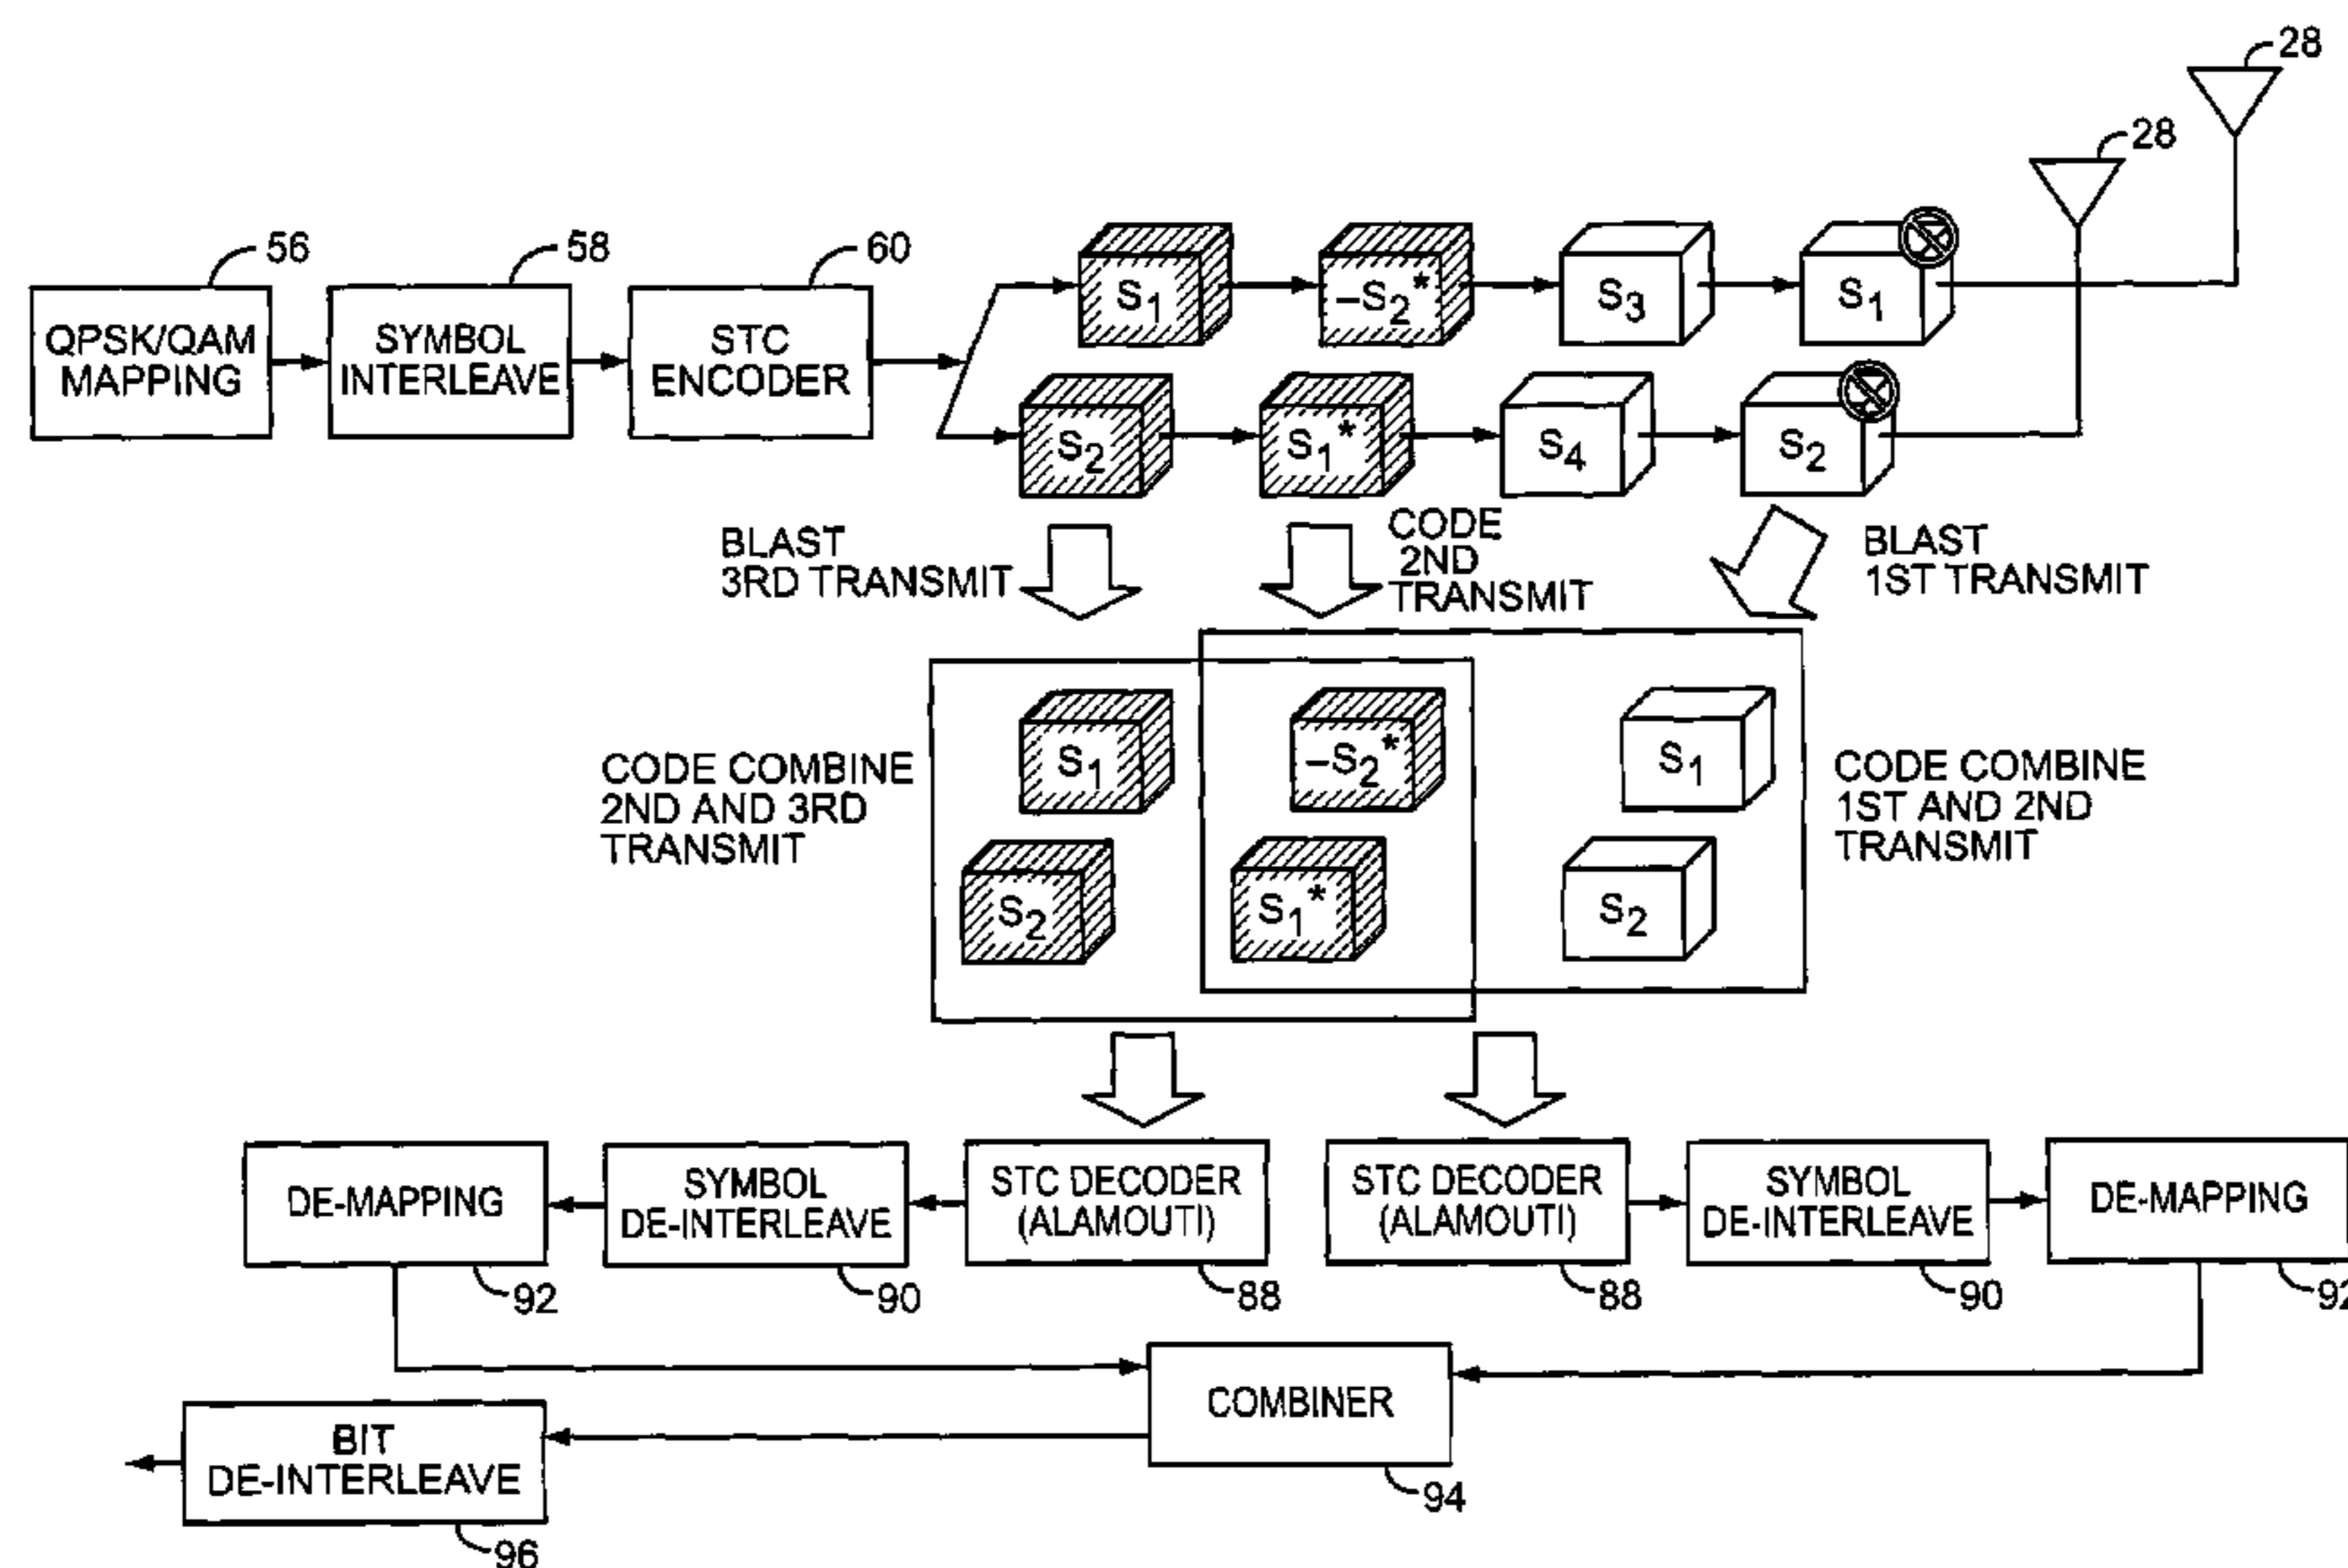 28
28
56
58
60
QPSK/QAM
MAPPING
SYMBOL
INTERLEAVE
STC
ENCODER
S1
-S2*
S3
S1
S2
S1*
S4
S2
BLAST
3RD TRANSMIT
CODE
2ND
TRANSMIT
BLAST
1ST TRANSMIT
CODE COMBINE
2ND AND 3RD
TRANSMIT
S1
-S2*
S1
S2
S1*
S2
CODE COMBINE
1ST AND 2ND
TRANSMIT
DE-MAPPING
SYMBOL
DE-INTERLEAVE
STC DECODER
(ALAMOUTI)
STC DECODER
(ALAMOUTI)
SYMBOL
DE-INTERLEAVE
DE-MAPPING
92
90
88
88
90
92
COMBINER
94
BIT
DE-INTERLEAVE
96